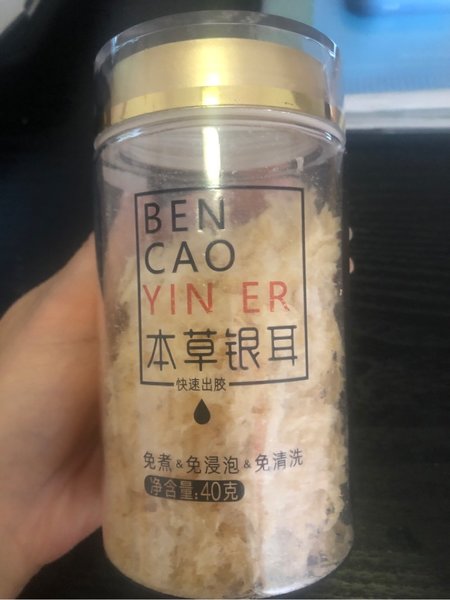 BEN
CAO
YIN ER
本草银耳
快速出胶
免煮&免浸泡&免清洗
净含量:40克